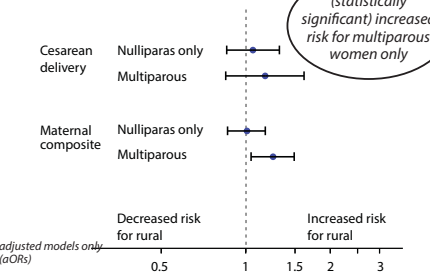 (statistically
significant) increased
risk for multiparous
women only
Cesarean
delivery
Nulliparas only
Multiparous
Maternal
composite
Nulliparas only
Multiparous
Decreased risk
for rural
Increased risk
for rural
adjusted models only
(aORs)
0.5 1 1.5 2 3